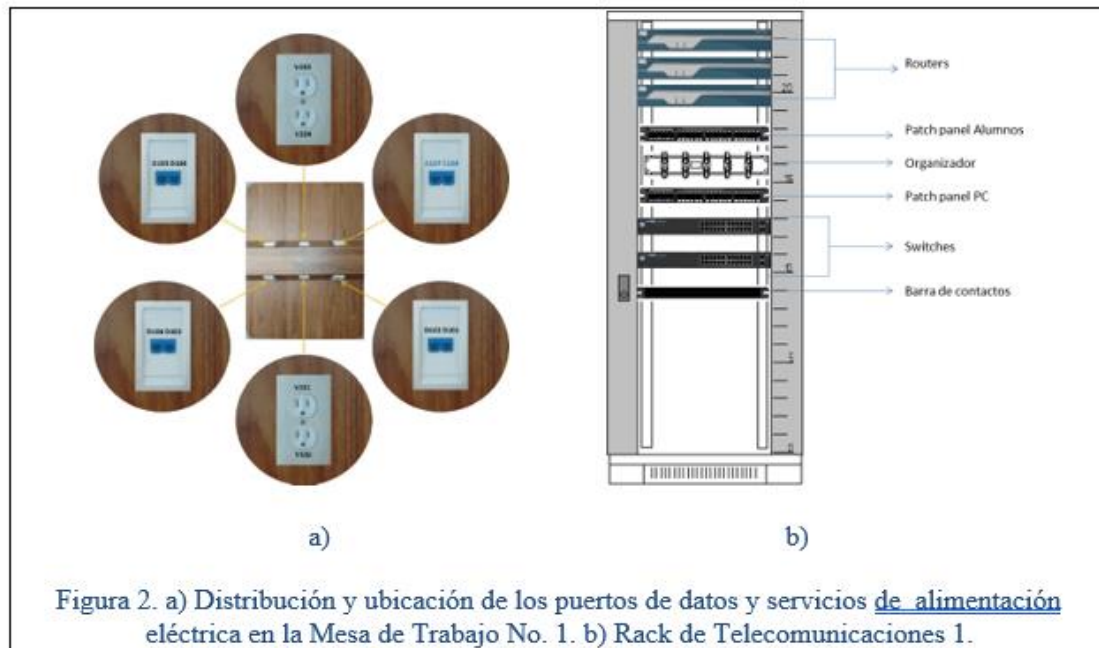 Routers
Patch panel Alumnos
Organizador
Patch panel PC
Switches
Barra de contactos
a)
b)
Figura 2. a) Distribución y ubicación de los puertos de datos y servicios de alimentación
eléctrica en la Mesa de Trabajo No. 1. b) Rack de Telecomunicaciones 1.